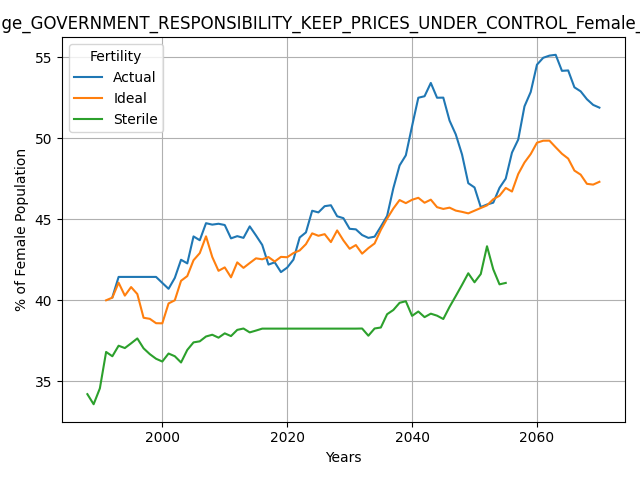 ge_GOVERNMENT_RESPONSIBILITY_KEEP_PRICES_UNDER_CONTROL_Female_
Fertility
Actual
Ideal
Sterile
% of Female Population
55
50
45
40
35
2000 2020 2040 2060
Years